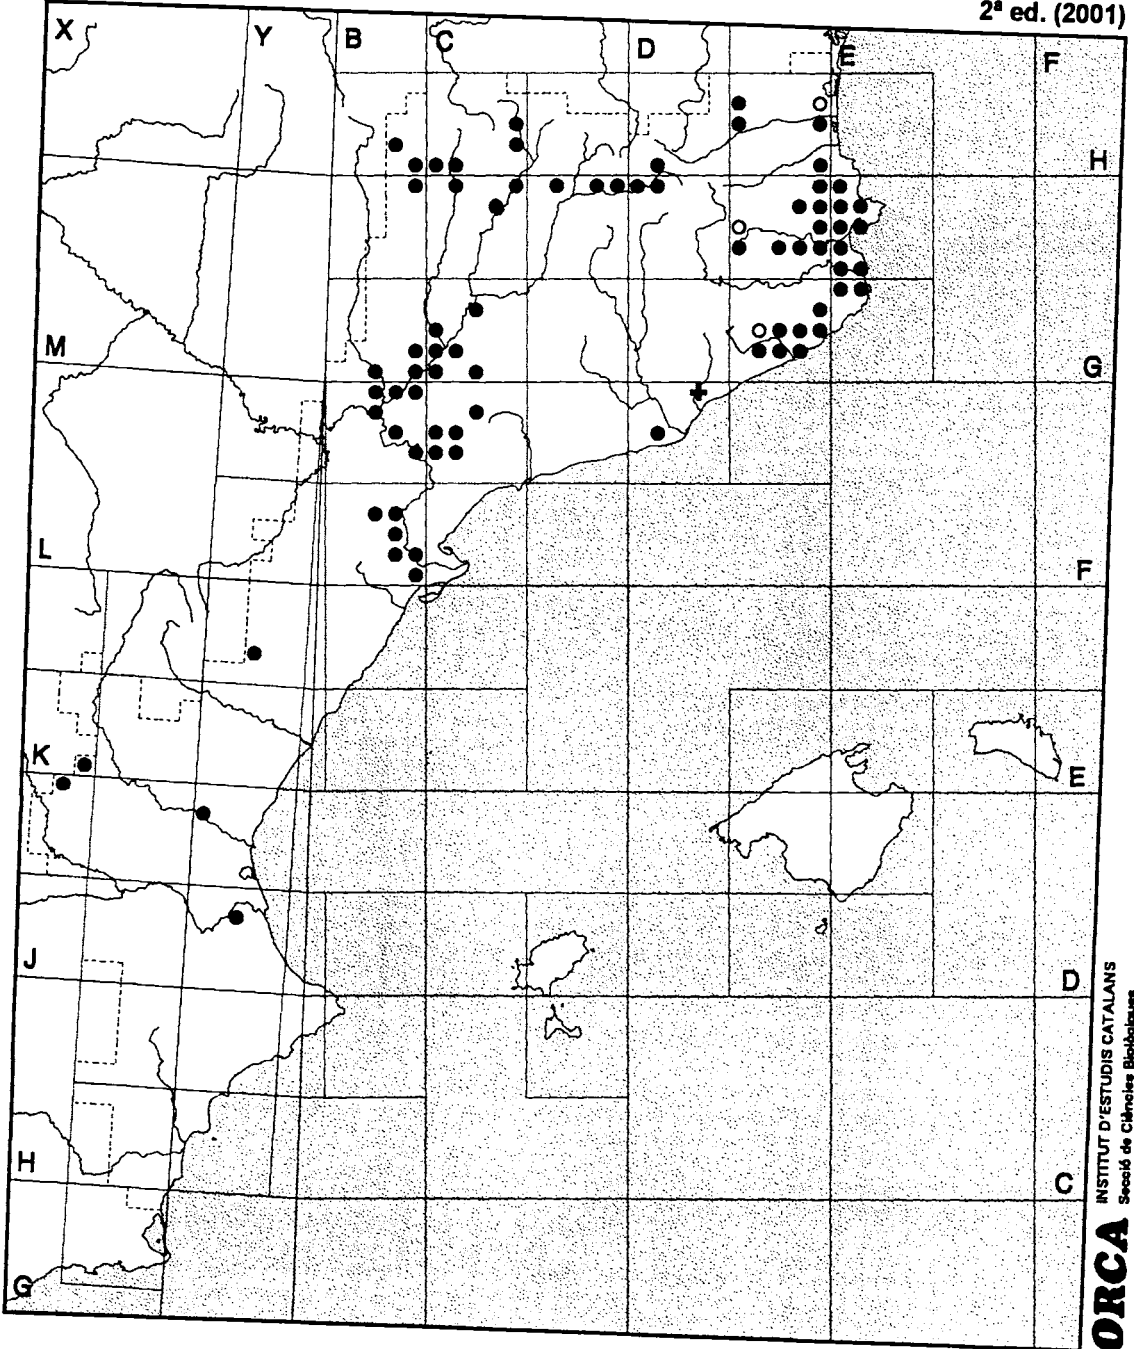 2ª ed. (2001)
X
Y
B
C
D
E
F
H
M
G
L
F
K
E
J
D
H
C
G
ORCA
INSTITUT D'ESTUDIS CATALANS
Secció de Ciències Biològiques